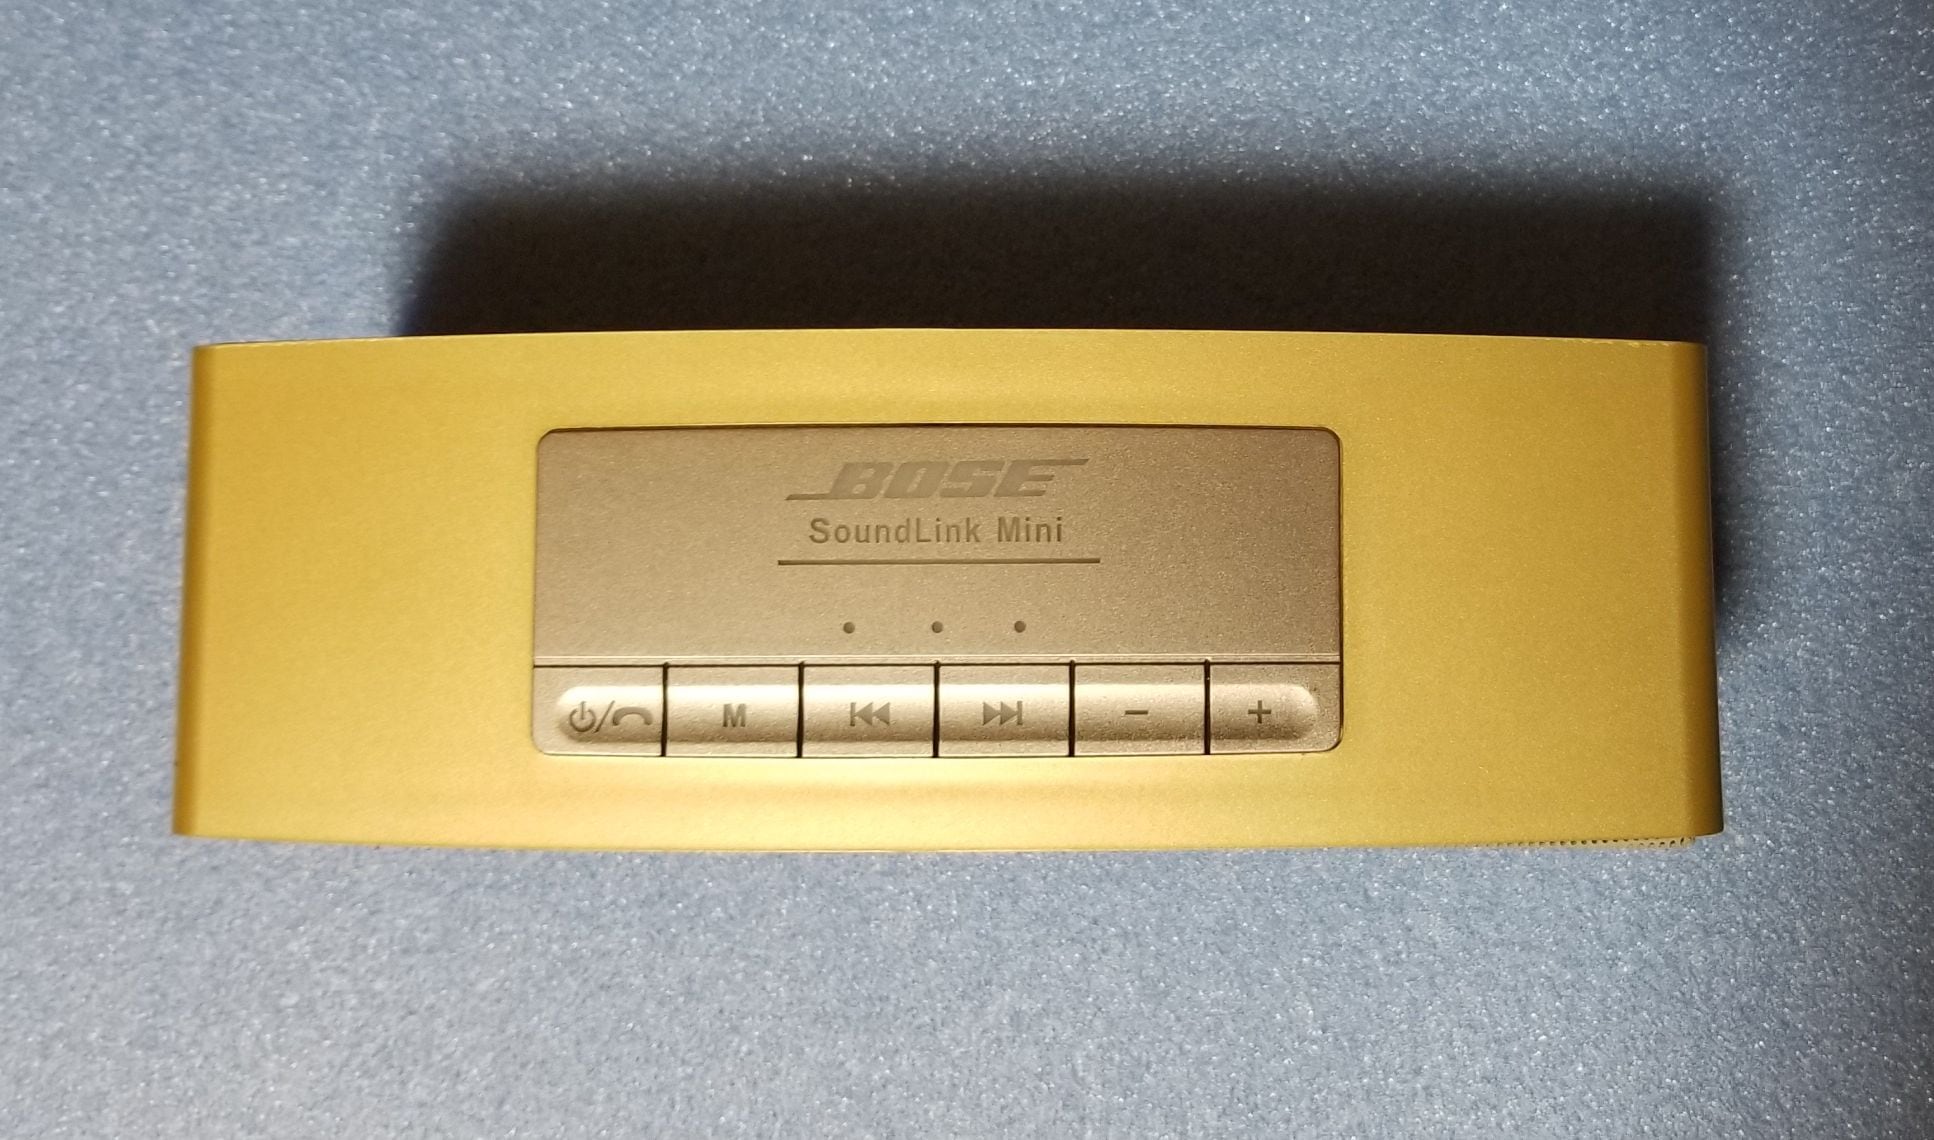 BOSE
SoundLink Mini
M - +